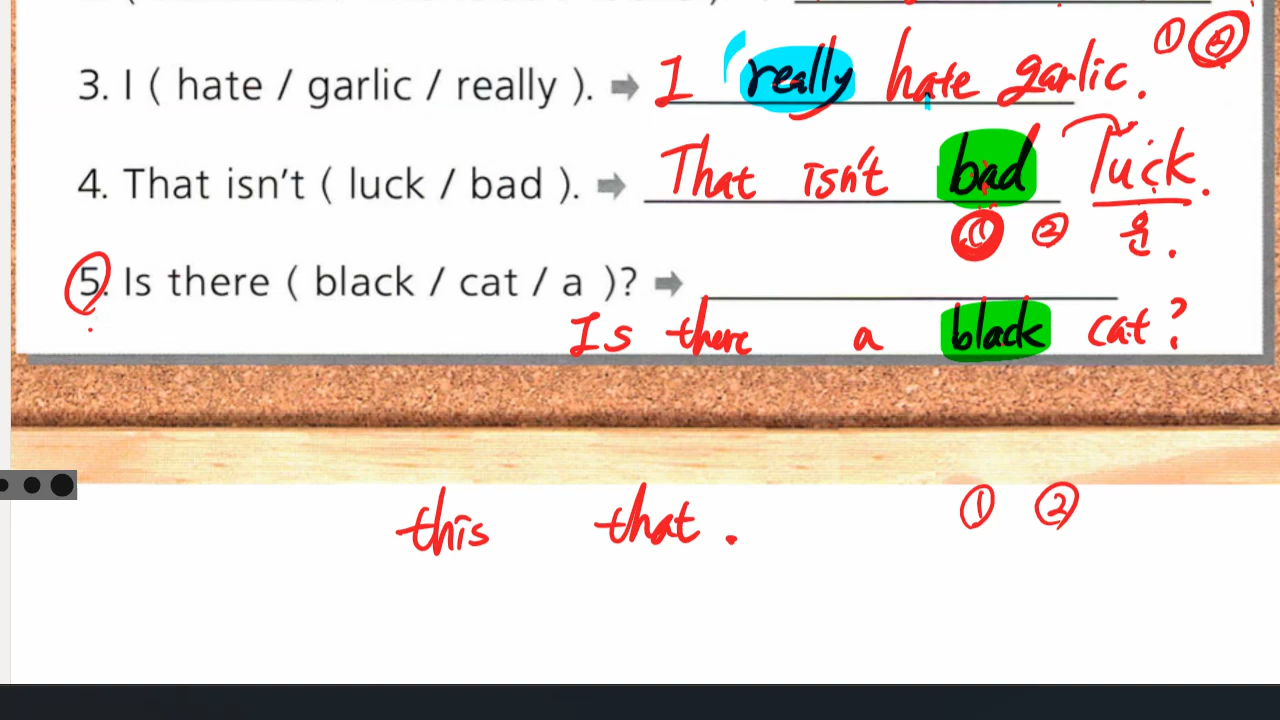 3. I ( hate / garlic / really ). ➡ I really hate garlic. ① ②
4. That isn't ( luck / bad ). ➡ That isn't bad luck.
① ② 운.
5. Is there ( black / cat / a )? ➡
Is there a black cat?
this that. ① ②